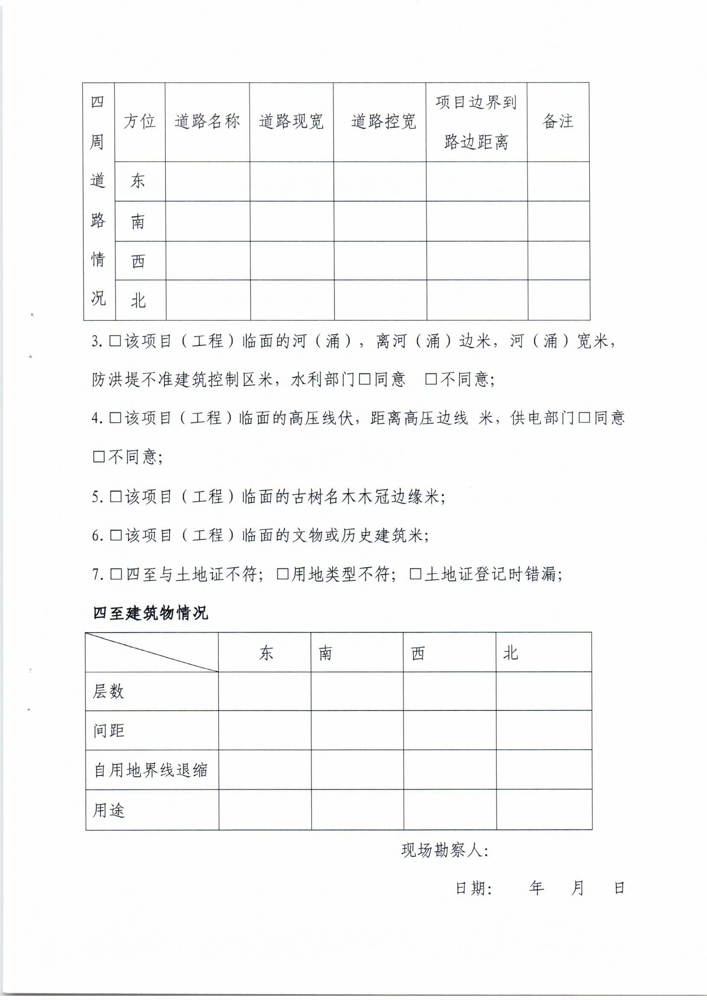 四周道路情况
方位 道路名称 道路现宽 道路控宽 项目边界到路边距离 备注
东
南
西
北
3. □该项目（工程）临面的河（涌），离河（涌）边米，河（涌）宽米，
防洪堤不准建筑控制区米，水利部门□同意 □不同意；
4. □该项目（工程）临面的高压线伏，距离高压边线 米，供电部门□同意
□不同意；
5. □该项目（工程）临面的古树名木木冠边缘米；
6. □该项目（工程）临面的文物或历史建筑米；
7. □四至与土地证不符；□用地类型不符；□土地证登记时错漏；
四至建筑物情况
东 南 西 北
层数
间距
自用地界线退缩
用途
现场勘察人：
日期： 年 月 日